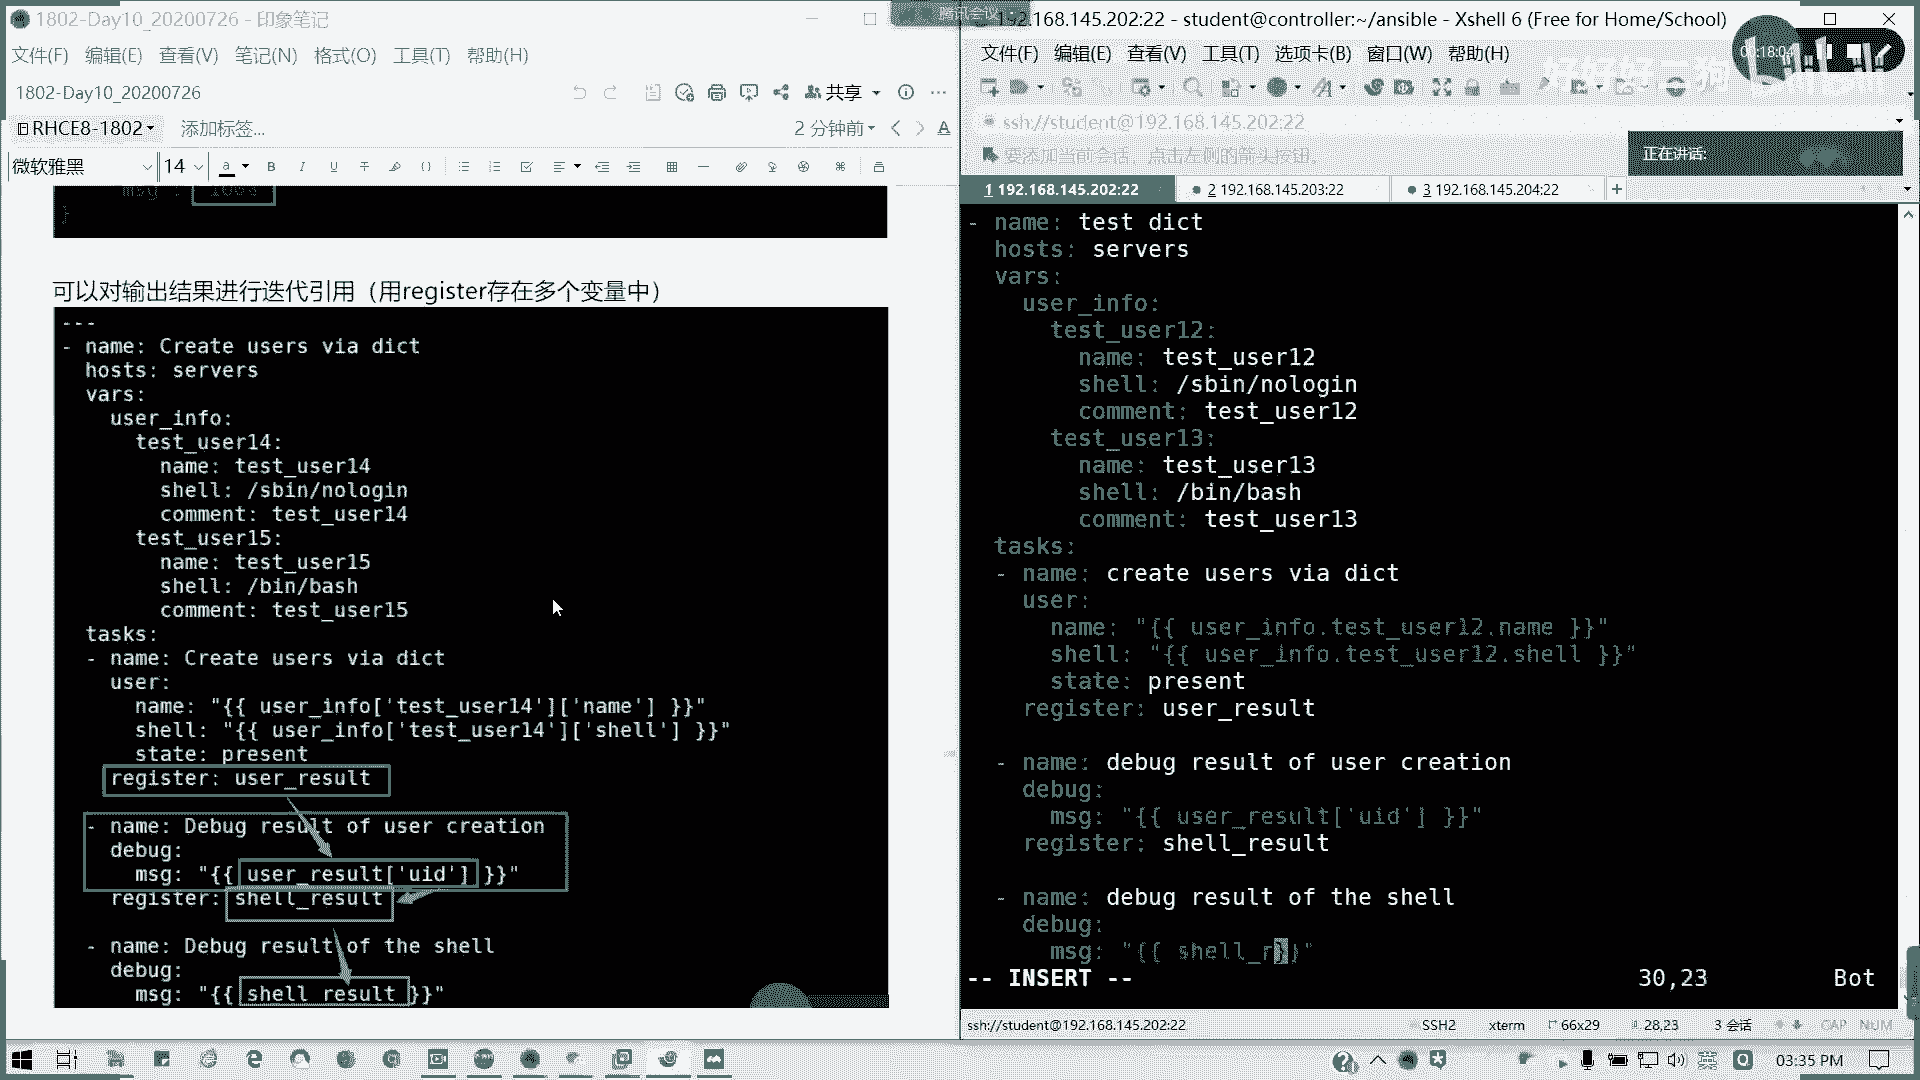 1802-Day10_20200726 - 印象笔记
文件(F) 编辑(E) 查看(V) 笔记(N) 格式(O) 工具(T) 帮助(H)
1802-Day10_20200726
共享
RHCE8-1802
添加标签...
2 分钟前
微软雅黑 14
}
可以对输出结果进行迭代引用（用register存在多个变量中）
---
- name: Create users via dict
hosts: servers
vars:
user_info:
test_user14:
name: test_user14
shell: /sbin/nologin
comment: test_user14
test_user15:
name: test_user15
shell: /bin/bash
comment: test_user15
tasks:
- name: Create users via dict
user:
name: "{{ user_info['test_user14']['name'] }}"
shell: "{{ user_info['test_user14']['shell'] }}"
state: present
register: user_result
- name: Debug result of user creation
debug:
msg: "{{ user_result['uid'] }}"
register: shell_result
- name: Debug result of the shell
debug:
msg: "{{ shell_result }}"
腾讯会议
192.168.145.202:22 - student@controller:~/ansible - Xshell 6 (Free for Home/School)
文件(F) 编辑(E) 查看(V) 工具(T) 选项卡(B) 窗口(W) 帮助(H)
00:18:04
bilibili
ssh://student@192.168.145.202:22
要添加当前会话，点击左侧的箭头按钮。
正在讲话:
1 192.168.145.202:22
2 192.168.145.203:22
3 192.168.145.204:22
- name: test dict
hosts: servers
vars:
user_info:
test_user12:
name: test_user12
shell: /sbin/nologin
comment: test_user12
test_user13:
name: test_user13
shell: /bin/bash
comment: test_user13
tasks:
- name: create users via dict
user:
name: "{{ user_info.test_user12.name }}"
shell: "{{ user_info.test_user12.shell }}"
state: present
register: user_result
- name: debug result of user creation
debug:
msg: "{{ user_result['uid'] }}"
register: shell_result
- name: debug result of the shell
debug:
msg: "{{ shell_r}}"
-- INSERT -- 30,23 Bot
ssh://student@192.168.145.202:22 SSH2 xterm 66x29 28,23 3 会话 CAP NUM
英 03:35 PM